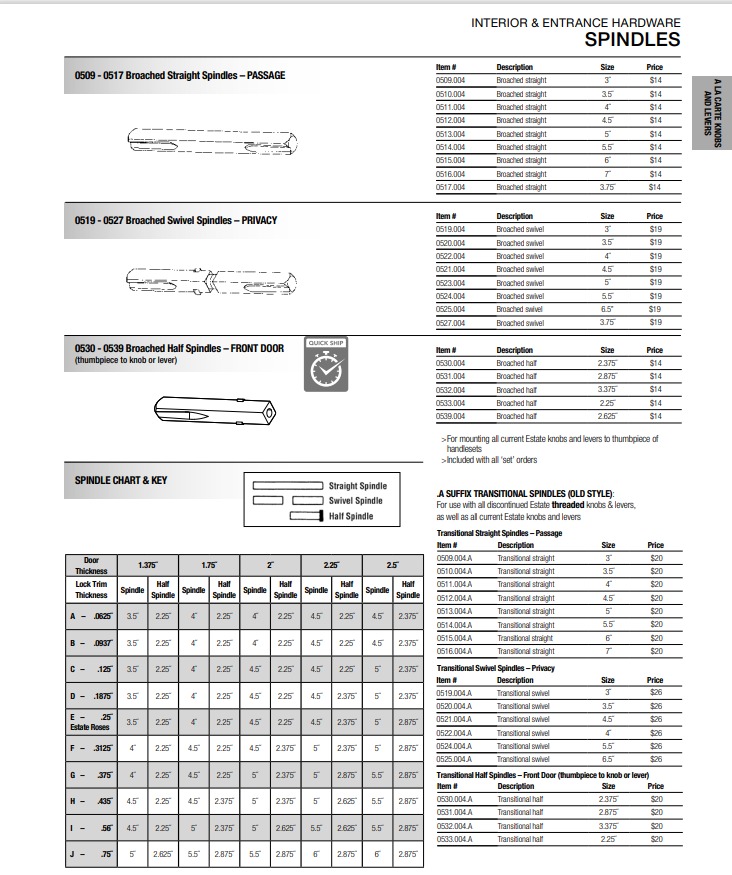 INTERIOR & ENTRANCE HARDWARE
SPINDLES
A LA CARTE KNOBS
AND LEVERS
0509 - 0517 Broached Straight Spindles – PASSAGE
Item # Description Size Price
0509.004 Broached straight 3˝ $14
0510.004 Broached straight 3.5˝ $14
0511.004 Broached straight 4˝ $14
0512.004 Broached straight 4.5˝ $14
0513.004 Broached straight 5˝ $14
0514.004 Broached straight 5.5˝ $14
0515.004 Broached straight 6˝ $14
0516.004 Broached straight 7˝ $14
0517.004 Broached straight 3.75˝ $14
0519 - 0527 Broached Swivel Spindles – PRIVACY
Item # Description Size Price
0519.004 Broached swivel 3˝ $19
0520.004 Broached swivel 3.5˝ $19
0522.004 Broached swivel 4˝ $19
0521.004 Broached swivel 4.5˝ $19
0523.004 Broached swivel 5˝ $19
0524.004 Broached swivel 5.5˝ $19
0525.004 Broached swivel 6.5" $19
0527.004 Broached swivel 3.75˝ $19
0530 - 0539 Broached Half Spindles – FRONT DOOR
(thumbpiece to knob or lever)
QUICK SHIP
Item # Description Size Price
0530.004 Broached half 2.375˝ $14
0531.004 Broached half 2.875˝ $14
0532.004 Broached half 3.375˝ $14
0533.004 Broached half 2.25˝ $14
0539.004 Broached half 2.625˝ $14
>For mounting all current Estate knobs and levers to thumbpiece of
handlesets
>Included with all ‘set’ orders
SPINDLE CHART & KEY
Straight Spindle
Swivel Spindle
Half Spindle
Door
Thickness 1.375˝ 1.75˝ 2˝ 2.25˝ 2.5˝
Lock Trim
Thickness Spindle Half Spindle Spindle Half Spindle Spindle Half Spindle Spindle Half Spindle Spindle Half Spindle
A – .0625˝ 3.5˝ 2.25˝ 4˝ 2.25˝ 4˝ 2.25˝ 4.5˝ 2.25˝ 4.5˝ 2.375˝
B – .0937˝ 3.5˝ 2.25˝ 4˝ 2.25˝ 4˝ 2.25˝ 4.5˝ 2.25˝ 4.5˝ 2.375˝
C – .125˝ 3.5˝ 2.25˝ 4˝ 2.25˝ 4.5˝ 2.25˝ 4.5˝ 2.25˝ 5˝ 2.375˝
D – .1875˝ 3.5˝ 2.25˝ 4˝ 2.25˝ 4.5˝ 2.25˝ 4.5˝ 2.375˝ 5˝ 2.375˝
E – .25˝
Estate Roses 3.5˝ 2.25˝ 4˝ 2.25˝ 4.5˝ 2.25˝ 4.5˝ 2.375˝ 5˝ 2.875˝
F – .3125˝ 4˝ 2.25˝ 4.5˝ 2.25˝ 4.5˝ 2.375˝ 5˝ 2.375˝ 5˝ 2.875˝
G – .375˝ 4˝ 2.25˝ 4.5˝ 2.25˝ 5˝ 2.375˝ 5˝ 2.875˝ 5.5˝ 2.875˝
H – .435˝ 4.5˝ 2.25˝ 4.5˝ 2.375˝ 5˝ 2.375˝ 5˝ 2.625˝ 5.5˝ 2.875˝
I – .56˝ 4.5˝ 2.25˝ 5˝ 2.375˝ 5˝ 2.625˝ 5.5˝ 2.625˝ 5.5˝ 2.875˝
J – .75˝ 5˝ 2.625˝ 5.5˝ 2.875˝ 5.5˝ 2.875˝ 6˝ 2.875˝ 6˝ 2.875˝
.A SUFFIX TRANSITIONAL SPINDLES (OLD STYLE):
For use with all discontinued Estate threaded knobs & levers,
as well as all current Estate knobs and levers
Transitional Straight Spindles – Passage
Item # Description Size Price
0509.004.A Transitional straight 3˝ $20
0510.004.A Transitional straight 3.5˝ $20
0511.004.A Transitional straight 4˝ $20
0512.004.A Transitional straight 4.5˝ $20
0513.004.A Transitional straight 5˝ $20
0514.004.A Transitional straight 5.5˝ $20
0515.004.A Transitional straight 6˝ $20
0516.004.A Transitional straight 7˝ $20
Transitional Swivel Spindles – Privacy
Item # Description Size Price
0519.004.A Transitional swivel 3˝ $26
0520.004.A Transitional swivel 3.5˝ $26
0521.004.A Transitional swivel 4.5˝ $26
0522.004.A Transitional swivel 4˝ $26
0524.004.A Transitional swivel 5.5˝ $26
0525.004.A Transitional swivel 6.5˝ $26
Transitional Half Spindles – Front Door (thumbpiece to knob or lever)
Item # Description Size Price
0530.004.A Transitional half 2.375˝ $20
0531.004.A Transitional half 2.875˝ $20
0532.004.A Transitional half 3.375˝ $20
0533.004.A Transitional half 2.25˝ $20